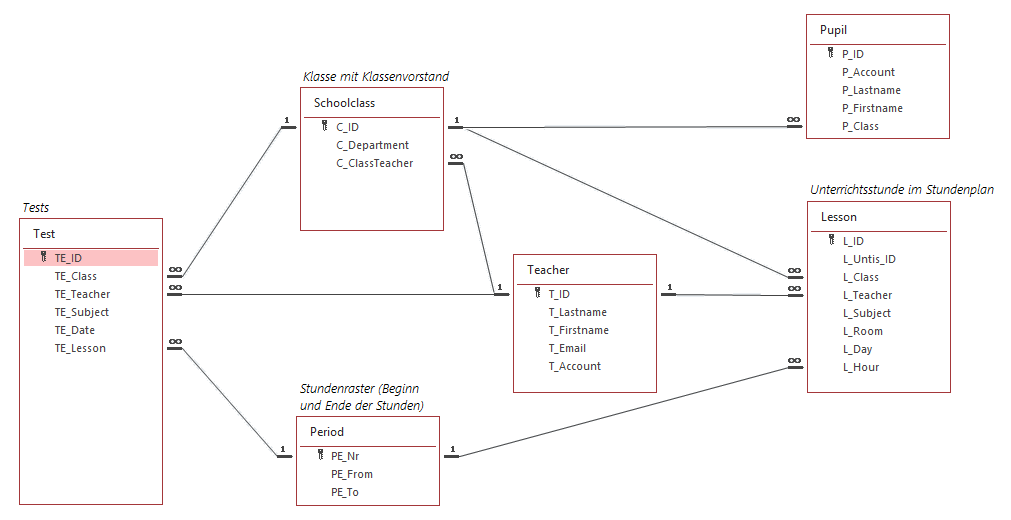 Pupil
P_ID
P_Account
P_Lastname
P_Firstname
P_Class
Klasse mit Klassenvorstand
Schoolclass
C_ID
C_Department
C_ClassTeacher
1
1
∞
∞
Unterrichtsstunde im Stundenplan
Lesson
L_ID
L_Untis_ID
L_Class
L_Teacher
L_Subject
L_Room
L_Day
L_Hour
∞
∞
∞
Tests
Test
TE_ID
TE_Class
TE_Teacher
TE_Subject
TE_Date
TE_Lesson
∞
∞
∞
Teacher
T_ID
T_Lastname
T_Firstname
T_Email
T_Account
1
1
Stundenraster (Beginn
und Ende der Stunden)
Period
PE_Nr
PE_From
PE_To
1
1